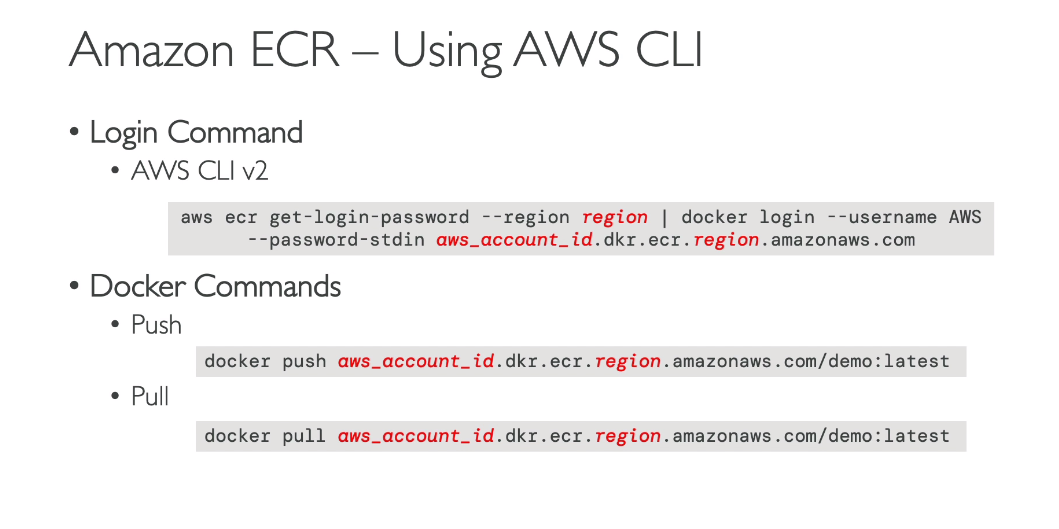 Amazon ECR – Using AWS CLI
• Login Command
• AWS CLI v2
aws ecr get-login-password --region region | docker login --username AWS
--password-stdin aws_account_id.dkr.ecr.region.amazonaws.com
• Docker Commands
• Push
docker push aws_account_id.dkr.ecr.region.amazonaws.com/demo:latest
• Pull
docker pull aws_account_id.dkr.ecr.region.amazonaws.com/demo:latest